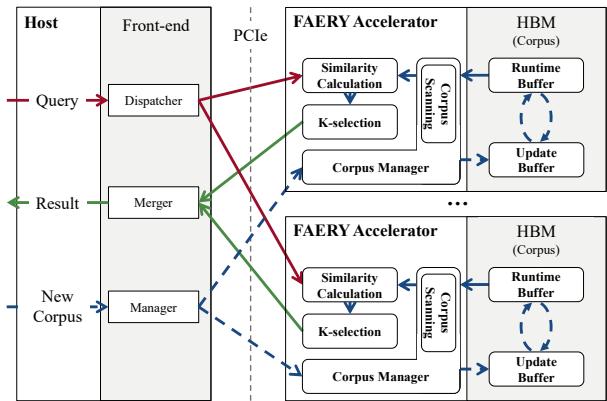 Host
Front-end
PCIe
Query
Dispatcher
Result
Merger
New
Corpus
Manager
FAERY Accelerator
HBM
(Corpus)
Similarity
Calculation
K-selection
Corpus
Scanning
Corpus Manager
Runtime
Buffer
Update
Buffer
...
FAERY Accelerator
HBM
(Corpus)
Similarity
Calculation
K-selection
Corpus
Scanning
Corpus Manager
Runtime
Buffer
Update
Buffer